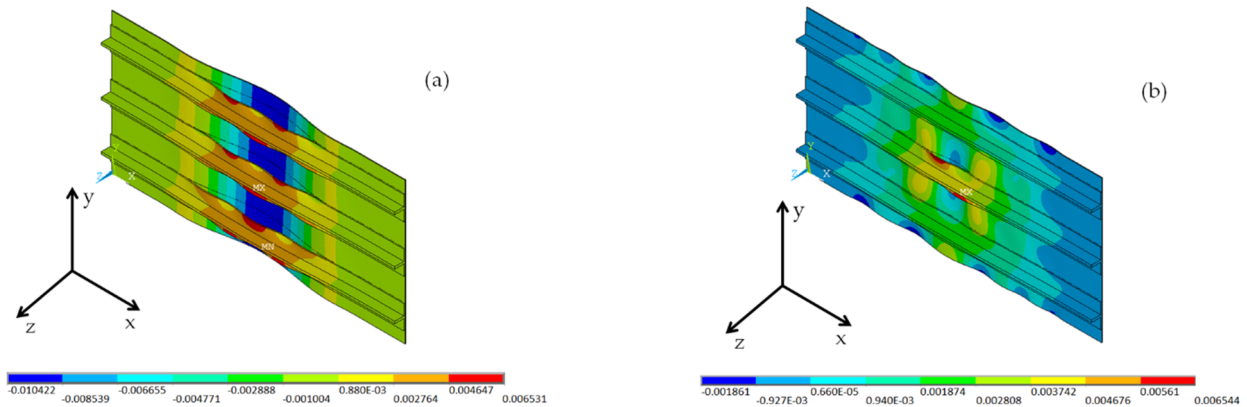 (a)
Y
Z
X
MX
MN
y
z
x
-0.010422 -0.006655 -0.002888 0.880E-03 0.004647
-0.008539 -0.004771 -0.001004 0.002764 0.006531
(b)
Y
Z
X
MX
y
z
x
-0.001861 0.660E-05 0.001874 0.003742 0.00561
-0.927E-03 0.940E-03 0.002808 0.004676 0.006544